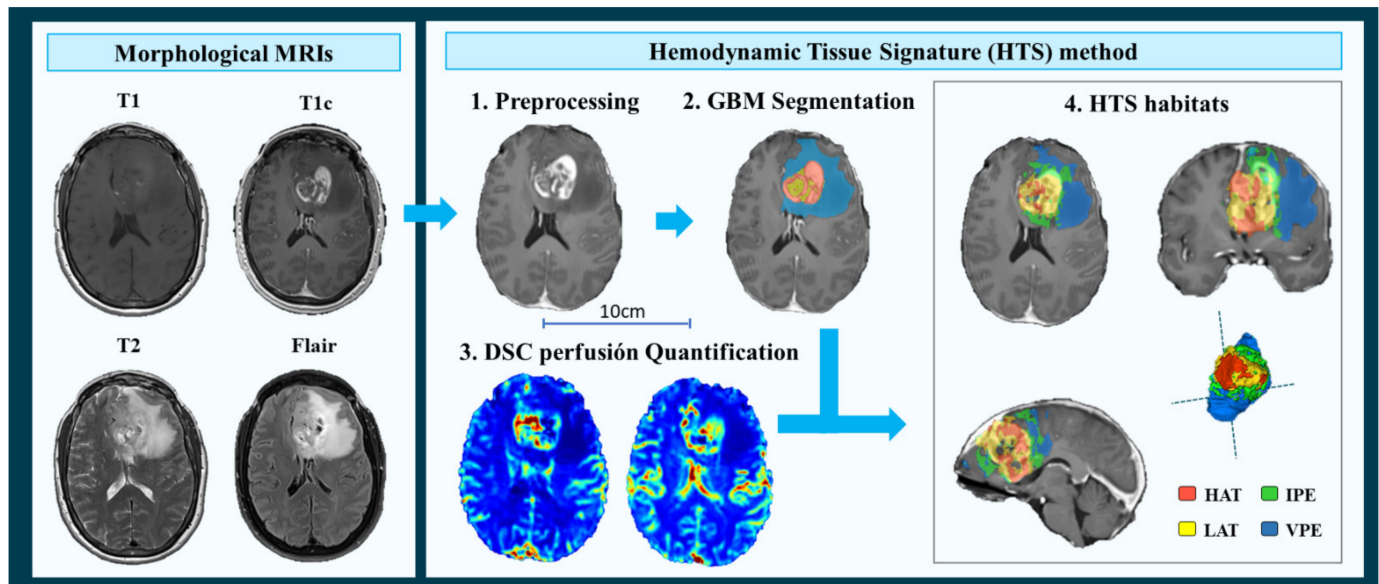 Morphological MRIs
T1
T1c
T2
Flair
Hemodynamic Tissue Signature (HTS) method
1. Preprocessing
2. GBM Segmentation
10cm
3. DSC perfusión Quantification
4. HTS habitats
HAT
IPE
LAT
VPE